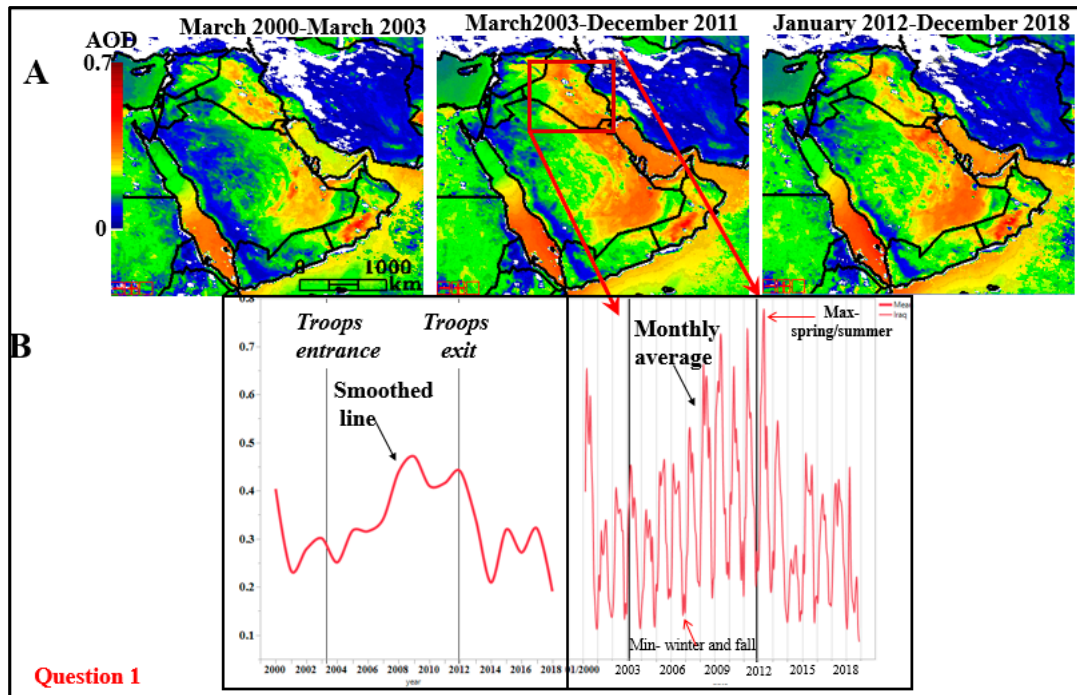 March 2000-March 2003
March2003-December 2011
January 2012-December 2018
AOD
A
0.7
0
0 1000
km
B
0.8
0.5
0.4
0.3
0.2
0.1
Troops
entrance
Troops
exit
Smoothed
line
2000 2002 2004 2006 2008 2010 2012 2014 2016 2018
year
Monthly
average
Max-
spring/summer
Mea
Iraq
Min- winter and fall
01/2000 2003 2006 2009 2012 2015 2018
Question 1